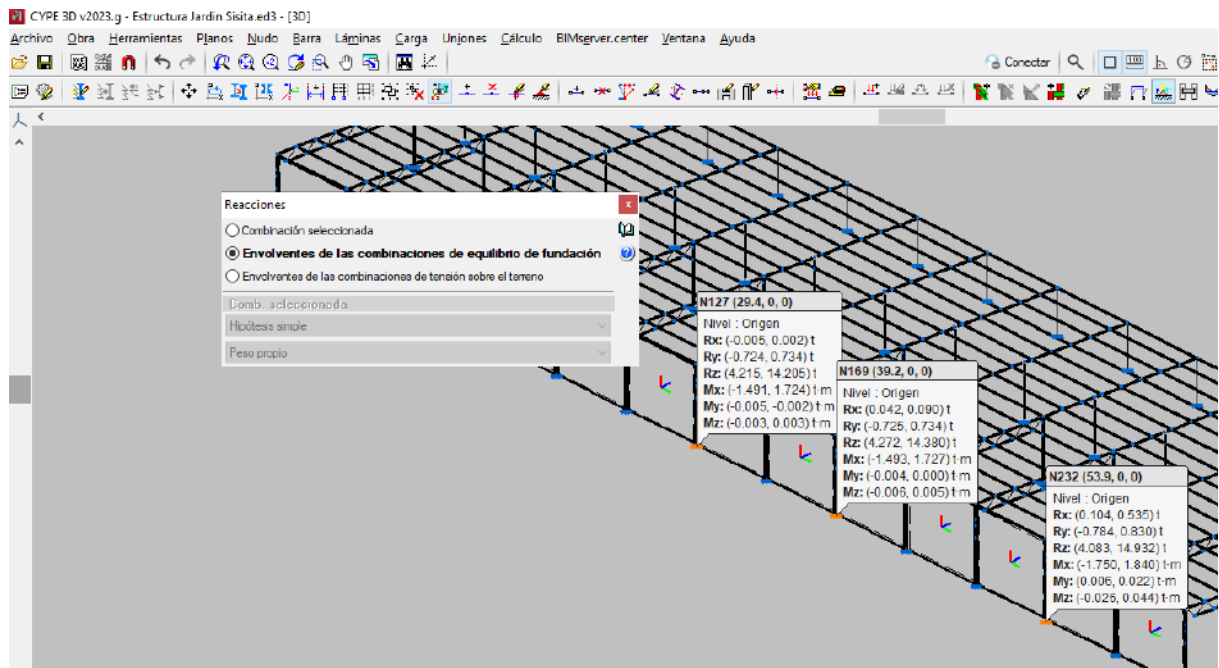 CYPE 3D v2023.g - Estructura Jardin Sisita.ed3 - [3D]
Archivo Obra Herramientas Planos Nudo Barra Láminas Carga Uniones Cálculo BIMserver.center Ventana Ayuda
Conectar
Reacciones
Combinación seleccionada
Envolventes de las combinaciones de equilibrio de fundación
Envolventes de las combinaciones de tensión sobre el terreno
Comb. seleccionada
Hipótesis simple
Peso propio
N127 (29.4, 0, 0)
Nivel : Origen
Rx: (-0.005, 0.002) t
Ry: (-0.724, 0.734) t
Rz: (4.215, 14.205) t
Mx: (-1.491, 1.724) t·m
My: (-0.005, -0.002) t·m
Mz: (-0.003, 0.003) t·m
N169 (39.2, 0, 0)
Nivel : Origen
Rx: (0.042, 0.090) t
Ry: (-0.725, 0.734) t
Rz: (4.272, 14.380) t
Mx: (-1.493, 1.727) t·m
My: (-0.004, 0.000) t·m
Mz: (-0.006, 0.005) t·m
N232 (53.9, 0, 0)
Nivel : Origen
Rx: (0.104, 0.535) t
Ry: (-0.784, 0.830) t
Rz: (4.083, 14.932) t
Mx: (-1.750, 1.840) t·m
My: (0.006, 0.022) t·m
Mz: (-0.026, 0.044) t·m